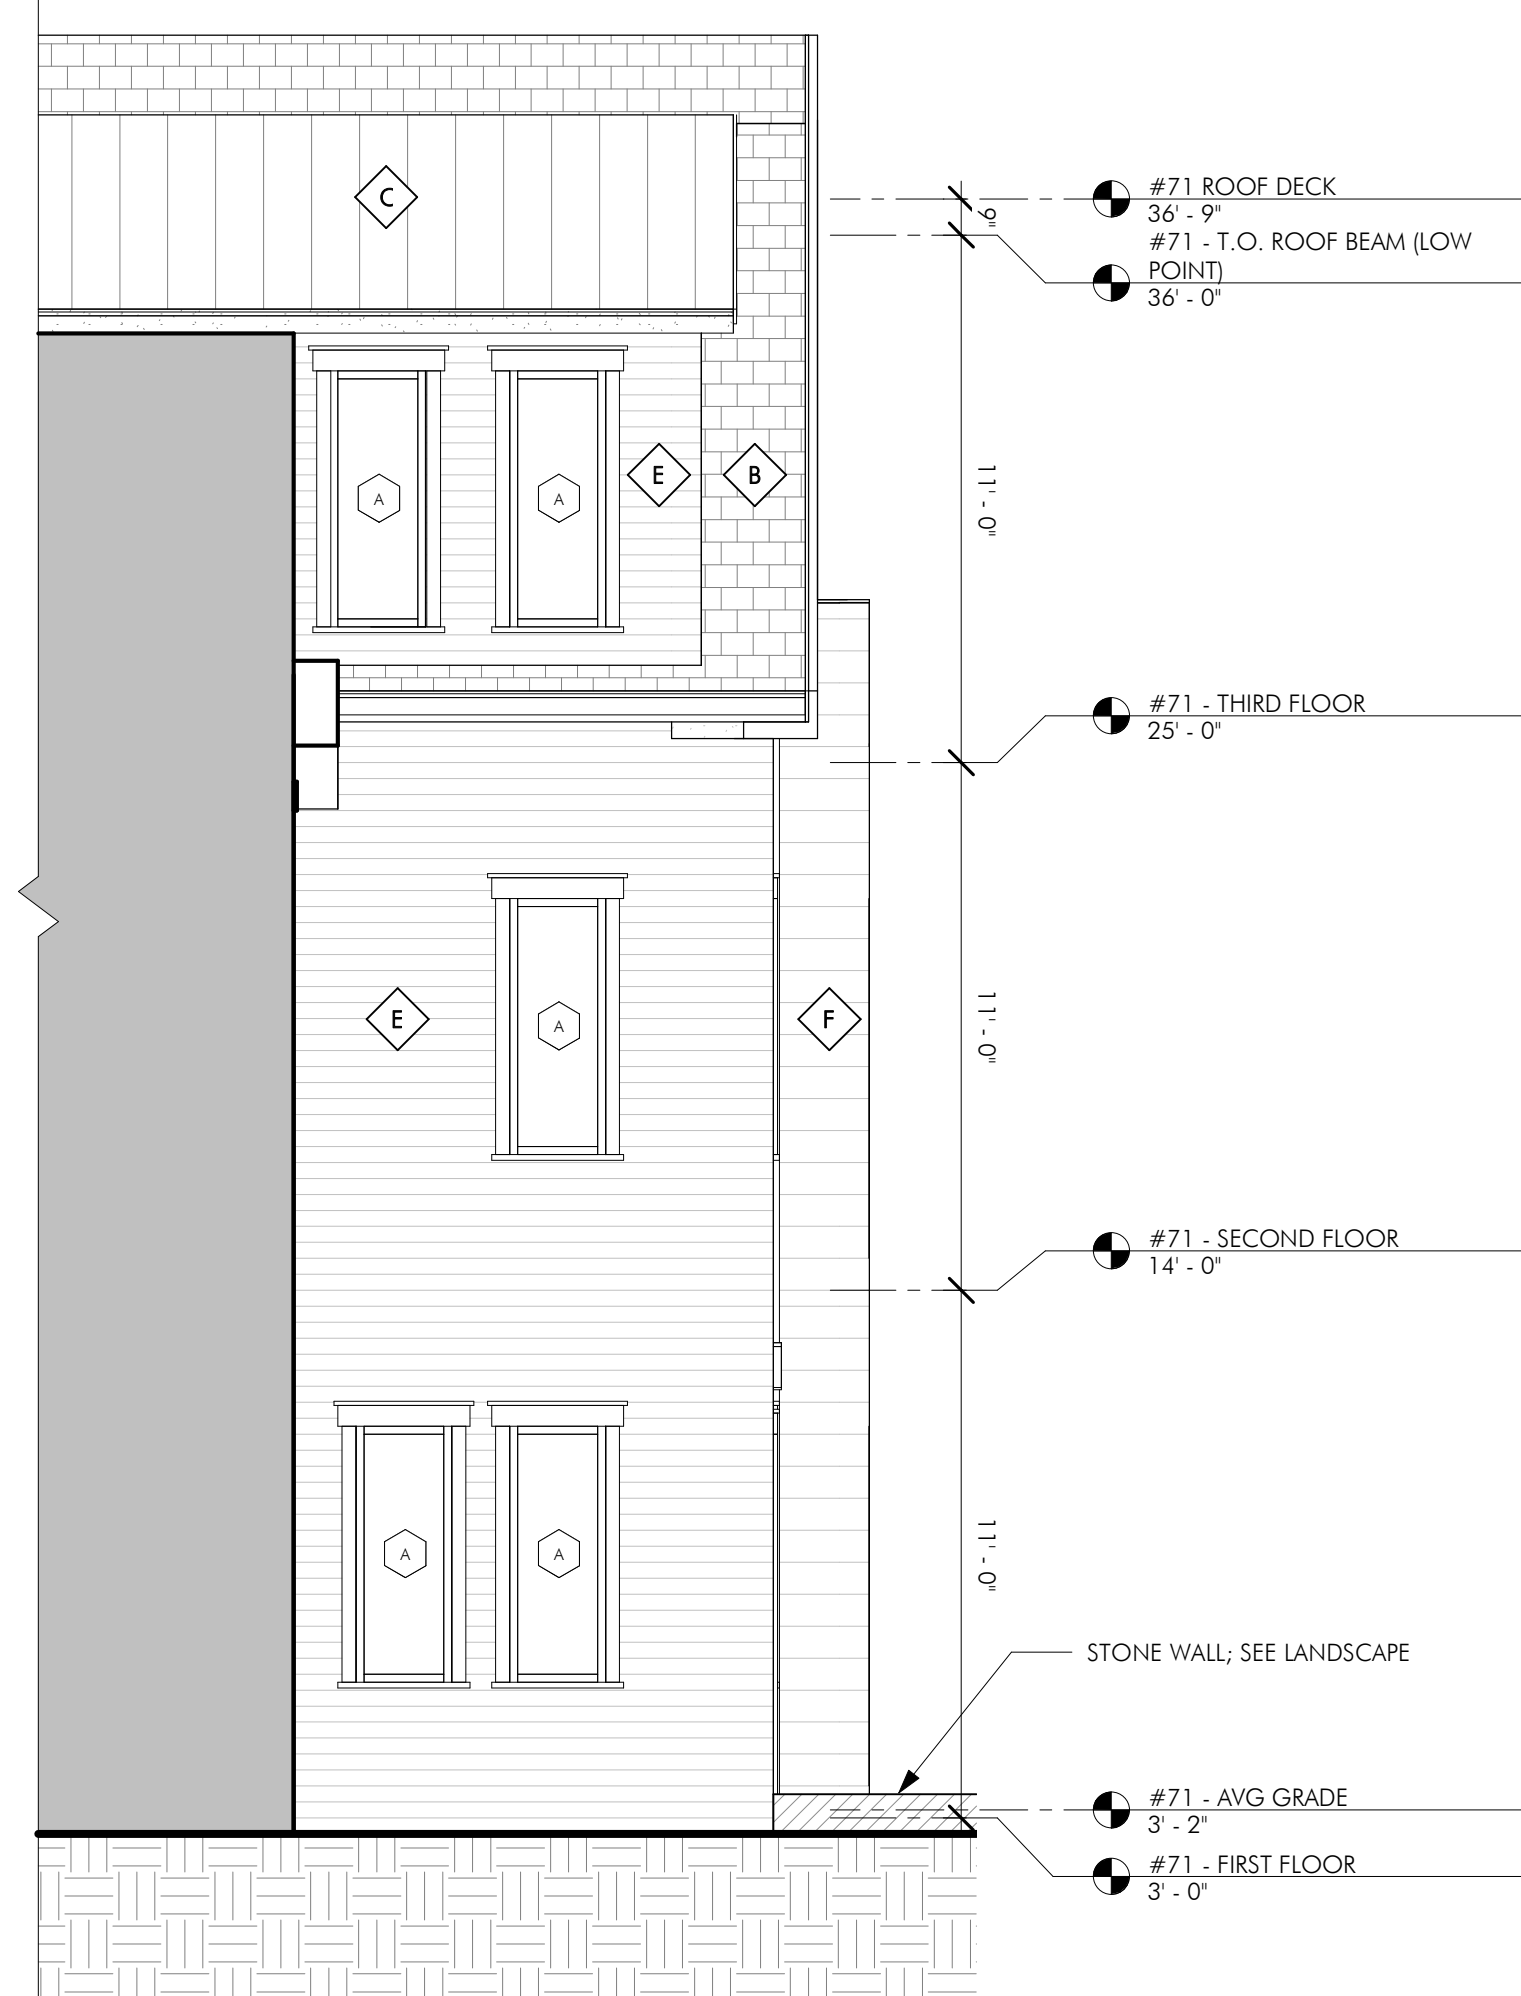 C
#71 ROOF DECK
36' - 9"
9"
#71 - T.O. ROOF BEAM (LOW
POINT)
36' - 0"
E
B
A
A
11' - 0"
#71 - THIRD FLOOR
25' - 0"
E
A
F
11' - 0"
#71 - SECOND FLOOR
14' - 0"
A
A
11' - 0"
STONE WALL; SEE LANDSCAPE
#71 - AVG GRADE
3' - 2"
#71 - FIRST FLOOR
3' - 0"